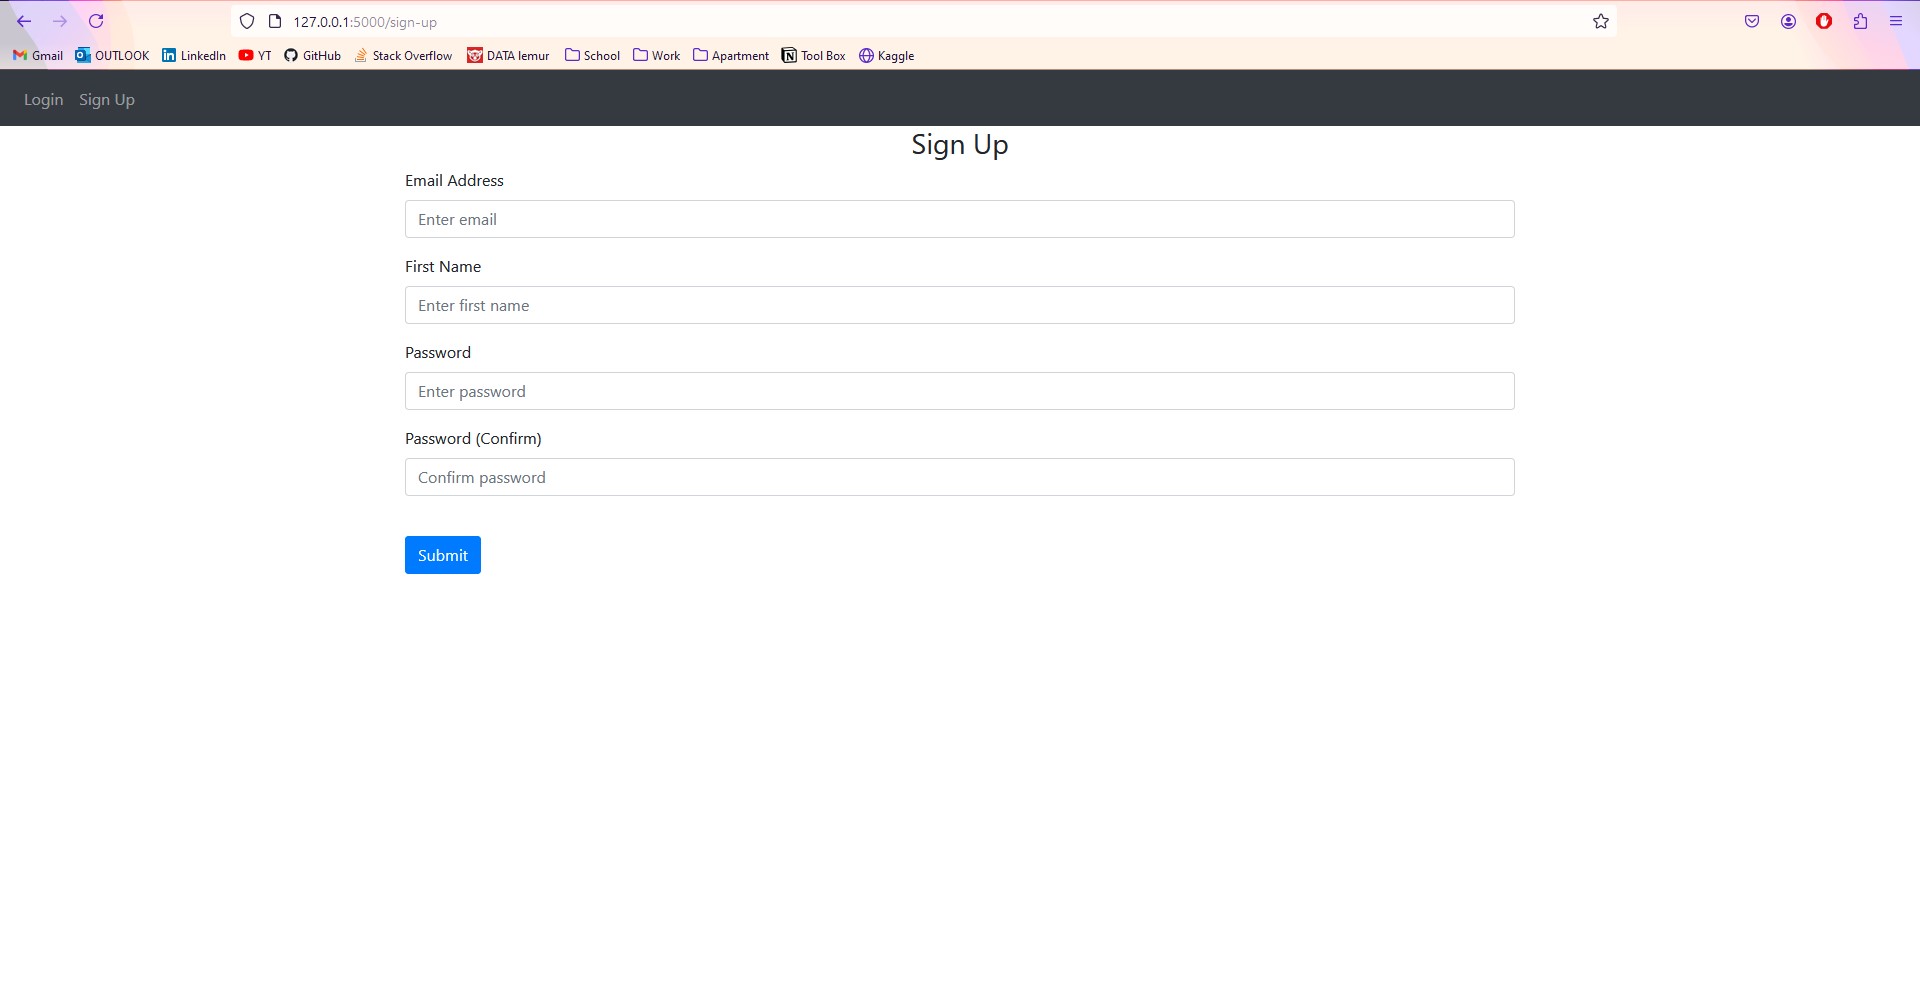 127.0.0.1:5000/sign-up
Gmail OUTLOOK LinkedIn YT GitHub Stack Overflow DATA lemur School Work Apartment Tool Box Kaggle
Login Sign Up
Sign Up
Email Address
Enter email
First Name
Enter first name
Password
Enter password
Password (Confirm)
Confirm password
Submit